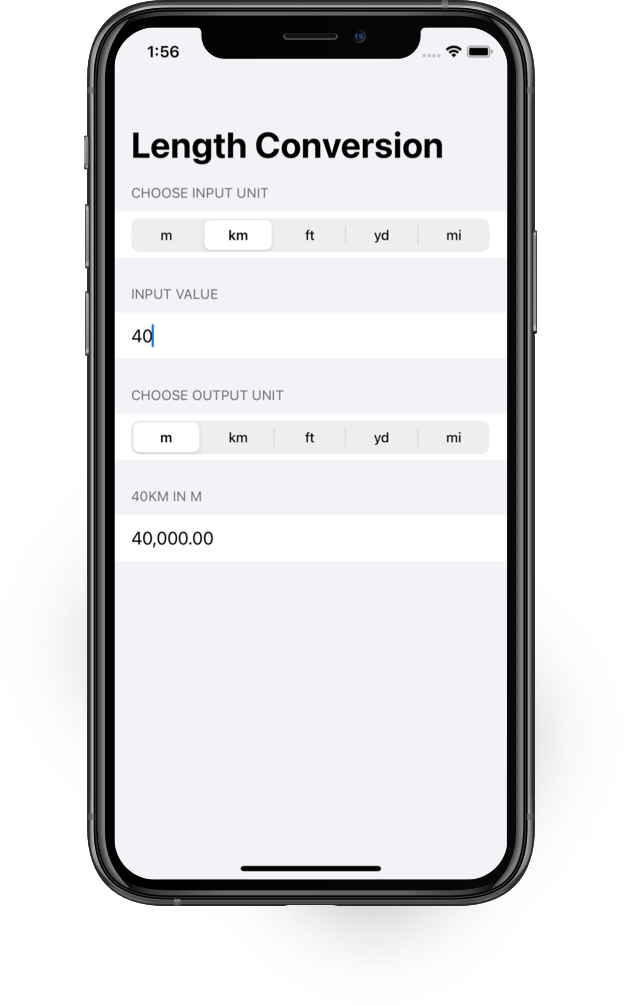 1:56
Length Conversion
CHOOSE INPUT UNIT
m km ft yd mi
INPUT VALUE
40
CHOOSE OUTPUT UNIT
m km ft yd mi
40KM IN M
40,000.00